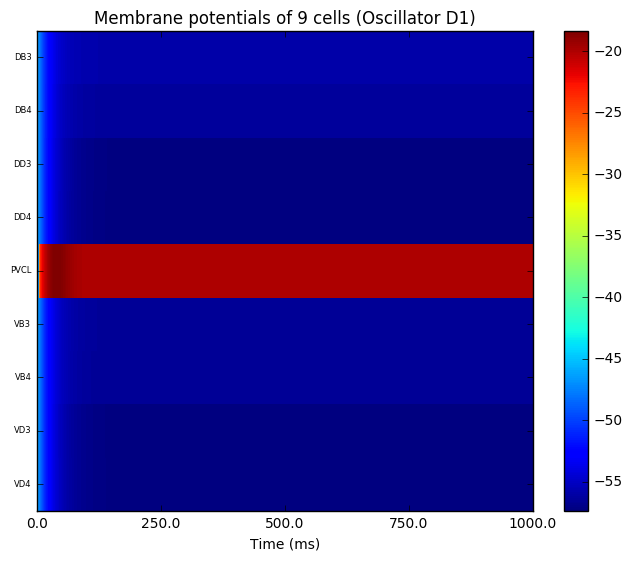 Membrane potentials of 9 cells (Oscillator D1)
DB3
DB4
DD3
DD4
PVCL
VB3
VB4
VD3
VD4
0.0 250.0 500.0 750.0 1000.0
Time (ms)
−20
−25
−30
−35
−40
−45
−50
−55